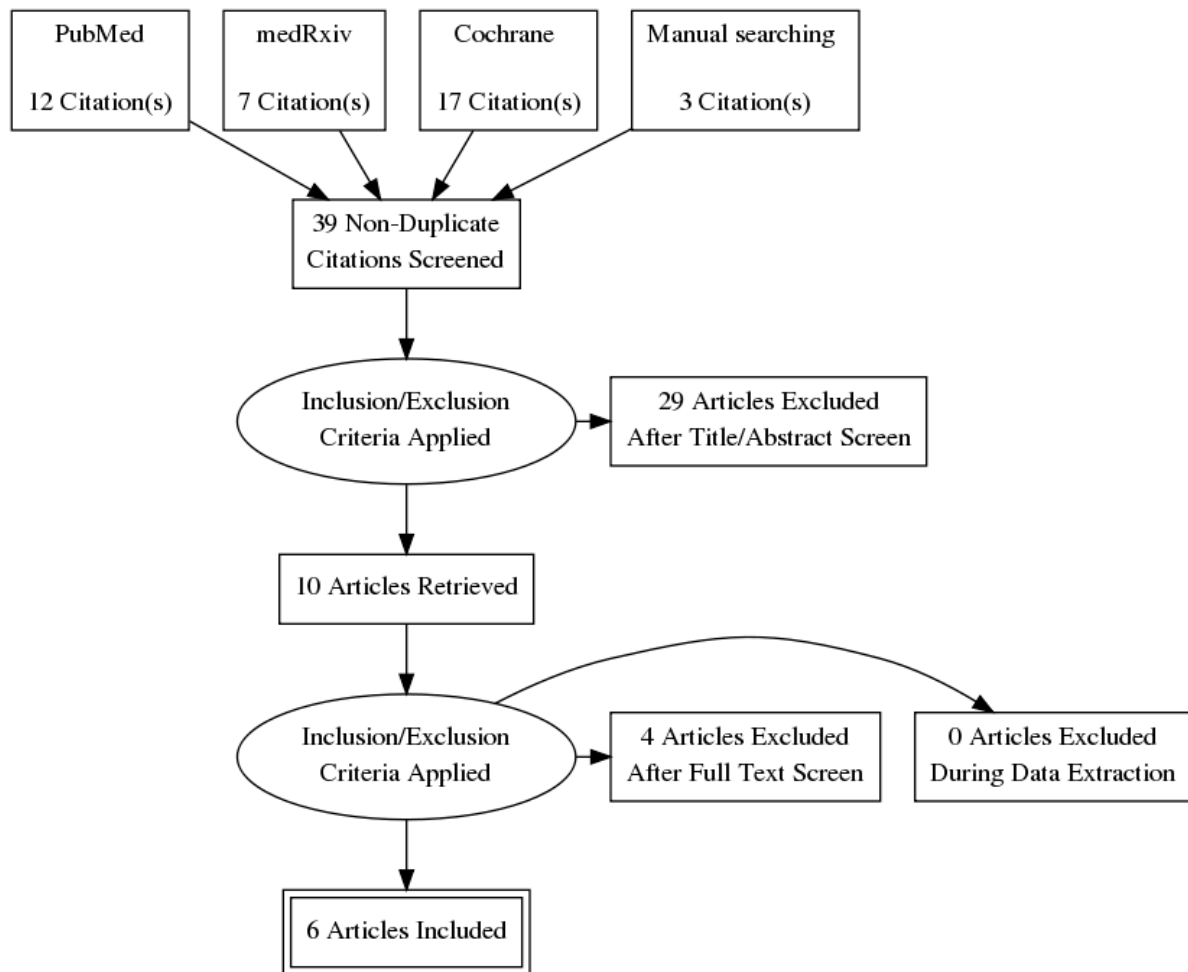 PubMed
12 Citation(s)
medRxiv
7 Citation(s)
Cochrane
17 Citation(s)
Manual searching
3 Citation(s)
39 Non-Duplicate
Citations Screened
Inclusion/Exclusion
Criteria Applied
29 Articles Excluded
After Title/Abstract Screen
10 Articles Retrieved
Inclusion/Exclusion
Criteria Applied
4 Articles Excluded
After Full Text Screen
0 Articles Excluded
During Data Extraction
6 Articles Included